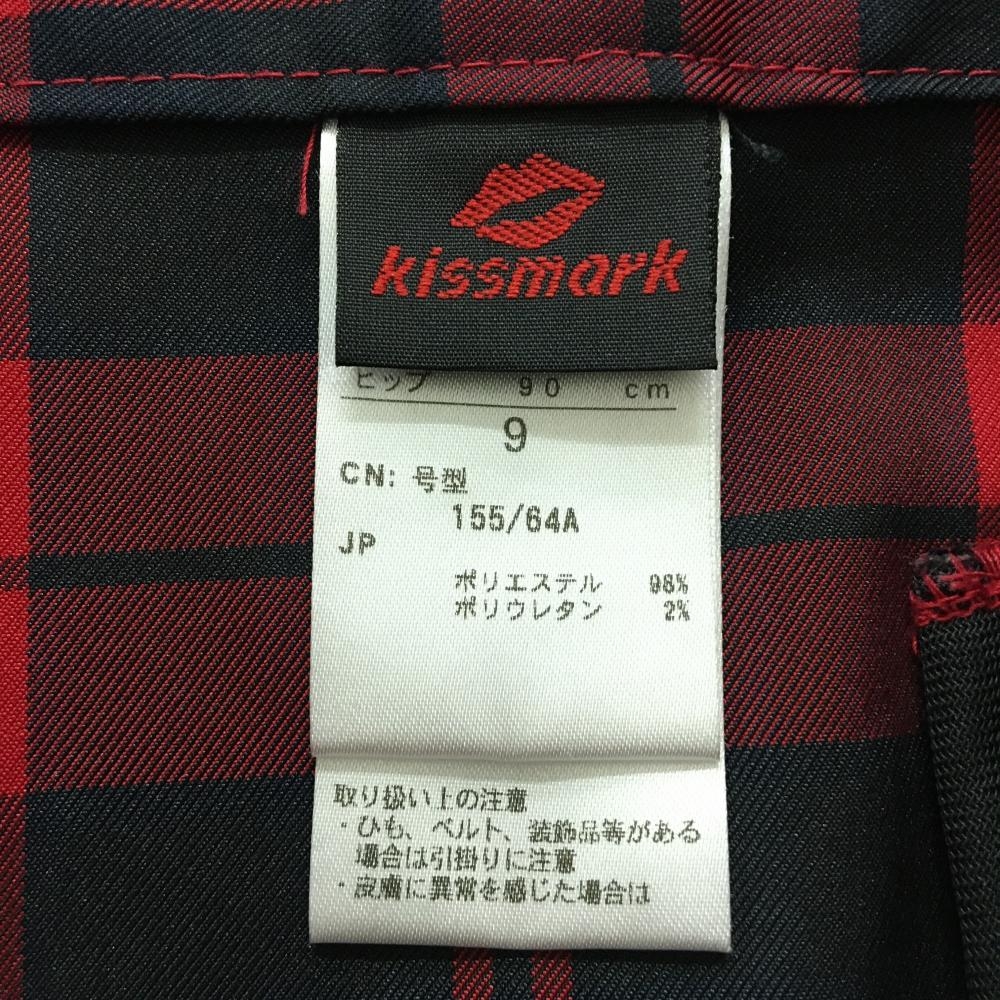 kissmark
ヒップ 90 cm
9
CN: 号型
155/64A
JP
ポリエステル 98%
ポリウレタン 2%
取り扱い上の注意
・ひも、ベルト、装飾品等がある
場合は引掛りに注意
・皮膚に異常を感じた場合は